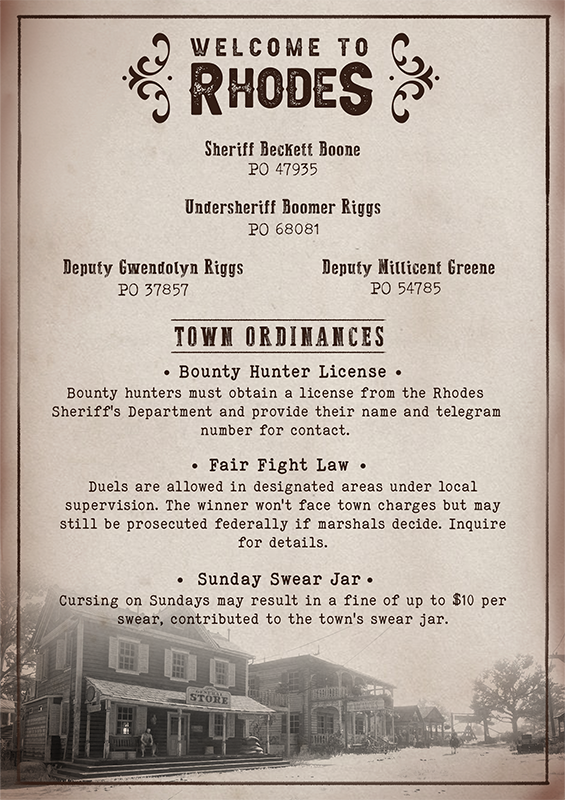 WELCOME TO
RHODES
Sheriff Beckett Boone
PO 47935
Undersheriff Boomer Riggs
PO 68081
Deputy Gwendolyn Riggs
PO 37857
Deputy Millicent Greene
PO 54785
TOWN ORDINANCES
• Bounty Hunter License •
Bounty hunters must obtain a license from the Rhodes
Sheriff's Department and provide their name and telegram
number for contact.
• Fair Fight Law •
Duels are allowed in designated areas under local
supervision. The winner won't face town charges but may
still be prosecuted federally if marshals decide. Inquire
for details.
• Sunday Swear Jar •
Cursing on Sundays may result in a fine of up to $10 per
swear, contributed to the town's swear jar.
GENERAL
STORE